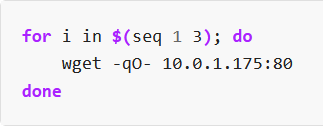 for i in $(seq 1 3); do
    wget -qO- 10.0.1.175:80
done